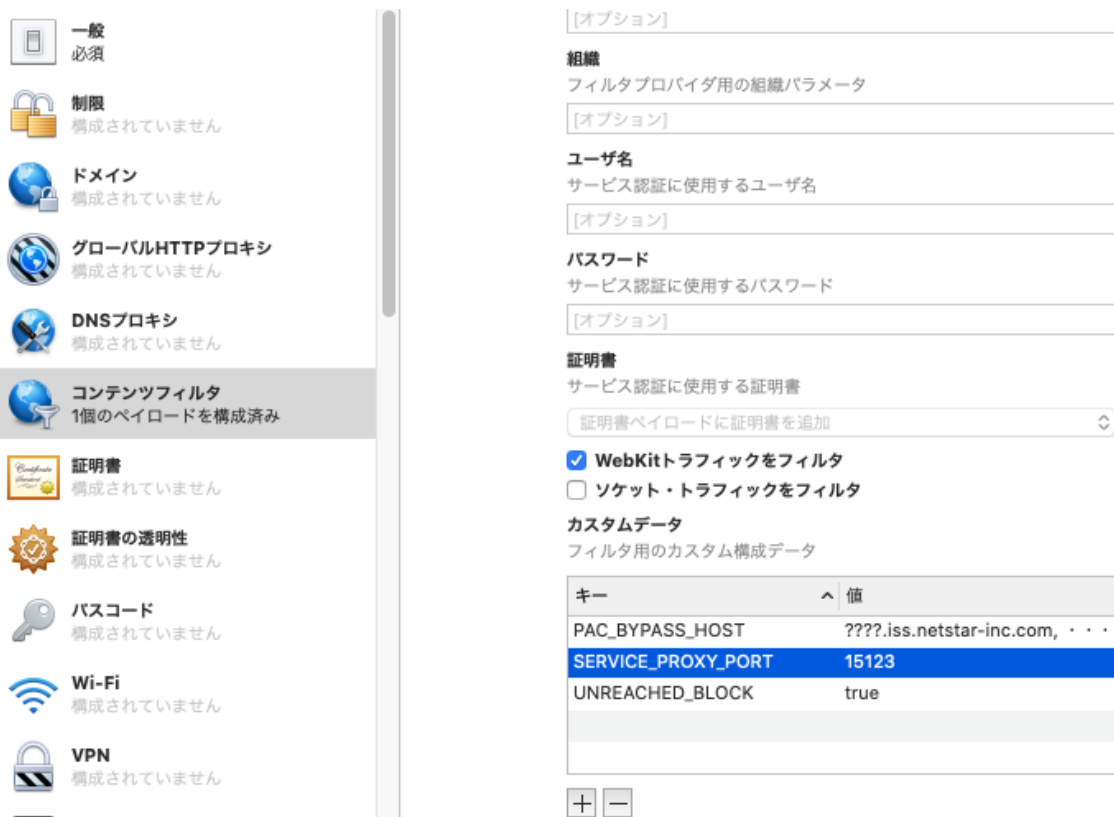 一般
必須
制限
構成されていません
ドメイン
構成されていません
グローバルHTTPプロキシ
構成されていません
DNSプロキシ
構成されていません
コンテンツフィルタ
1個のペイロードを構成済み
証明書
構成されていません
証明書の透明性
構成されていません
パスコード
構成されていません
Wi-Fi
構成されていません
VPN
構成されていません
[オプション]
組織
フィルタプロバイダ用の組織パラメータ
[オプション]
ユーザ名
サービス認証に使用するユーザ名
[オプション]
パスワード
サービス認証に使用するパスワード
[オプション]
証明書
サービス認証に使用する証明書
証明書ペイロードに証明書を追加
WebKitトラフィックをフィルタ
ソケット・トラフィックをフィルタ
カスタムデータ
フィルタ用のカスタム構成データ
キー 値
PAC_BYPASS_HOST ????.iss.netstar-inc.com, ・・・
SERVICE_PROXY_PORT 15123
UNREACHED_BLOCK true